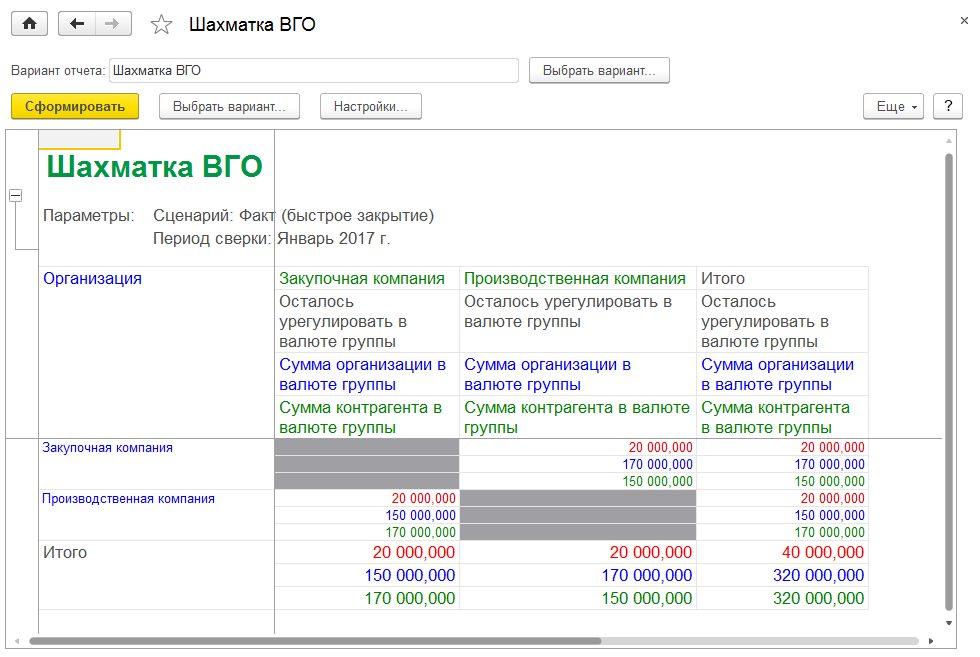 Шахматка ВГО
Вариант отчета: Шахматка ВГО Выбрать вариант...
Сформировать Выбрать вариант... Настройки... Еще ?
Шахматка ВГО
Параметры: Сценарий: Факт (быстрое закрытие)
Период сверки: Январь 2017 г.
Организация Закупочная компания Производственная компания Итого
Осталось Осталось урегулировать в Осталось
урегулировать в валюте группы урегулировать в
валюте группы валюте группы
Сумма организации в Сумма организации в Сумма организации
валюте группы валюте группы в валюте группы
Сумма контрагента в Сумма контрагента в валюте Сумма контрагента
валюте группы группы в валюте группы
Закупочная компания 20 000,000 20 000,000
170 000,000 170 000,000
150 000,000 150 000,000
Производственная компания 20 000,000 20 000,000
150 000,000 150 000,000
170 000,000 170 000,000
Итого 20 000,000 20 000,000 40 000,000
150 000,000 170 000,000 320 000,000
170 000,000 150 000,000 320 000,000